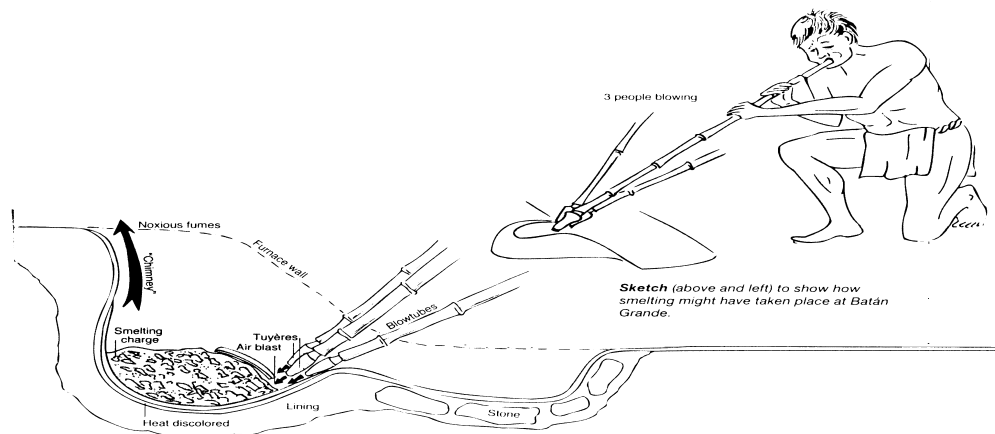 3 people blowing
Noxious fumes
"Chimney"
Furnace wall
Blowtubes
Sketch (above and left) to show how
smelting might have taken place at Batán
Grande.
Smelting
charge
Tuyères
Air blast
Lining
Stone
Heat discolored